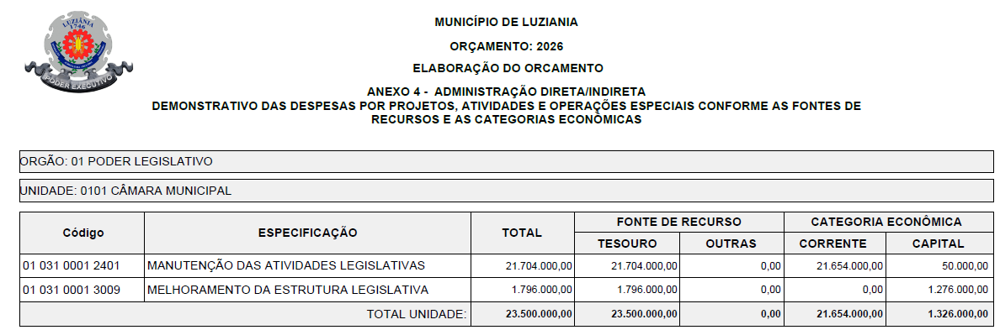 LUZIÂNIA
1746
PODER EXECUTIVO
MUNICÍPIO DE LUZIANIA
ORÇAMENTO: 2026
ELABORAÇÃO DO ORCAMENTO
ANEXO 4 - ADMINISTRAÇÃO DIRETA/INDIRETA
DEMONSTRATIVO DAS DESPESAS POR PROJETOS, ATIVIDADES E OPERAÇÕES ESPECIAIS CONFORME AS FONTES DE
RECURSOS E AS CATEGORIAS ECONÔMICAS
ORGÃO: 01 PODER LEGISLATIVO
UNIDADE: 0101 CÂMARA MUNICIPAL
Código ESPECIFICAÇÃO TOTAL FONTE DE RECURSO CATEGORIA ECONÔMICA
TESOURO OUTRAS CORRENTE CAPITAL
01 031 0001 2401 MANUTENÇÃO DAS ATIVIDADES LEGISLATIVAS 21.704.000,00 21.704.000,00 0,00 21.654.000,00 50.000,00
01 031 0001 3009 MELHORAMENTO DA ESTRUTURA LEGISLATIVA 1.796.000,00 1.796.000,00 0,00 0,00 1.276.000,00
TOTAL UNIDADE: 23.500.000,00 23.500.000,00 0,00 21.654.000,00 1.326.000,00